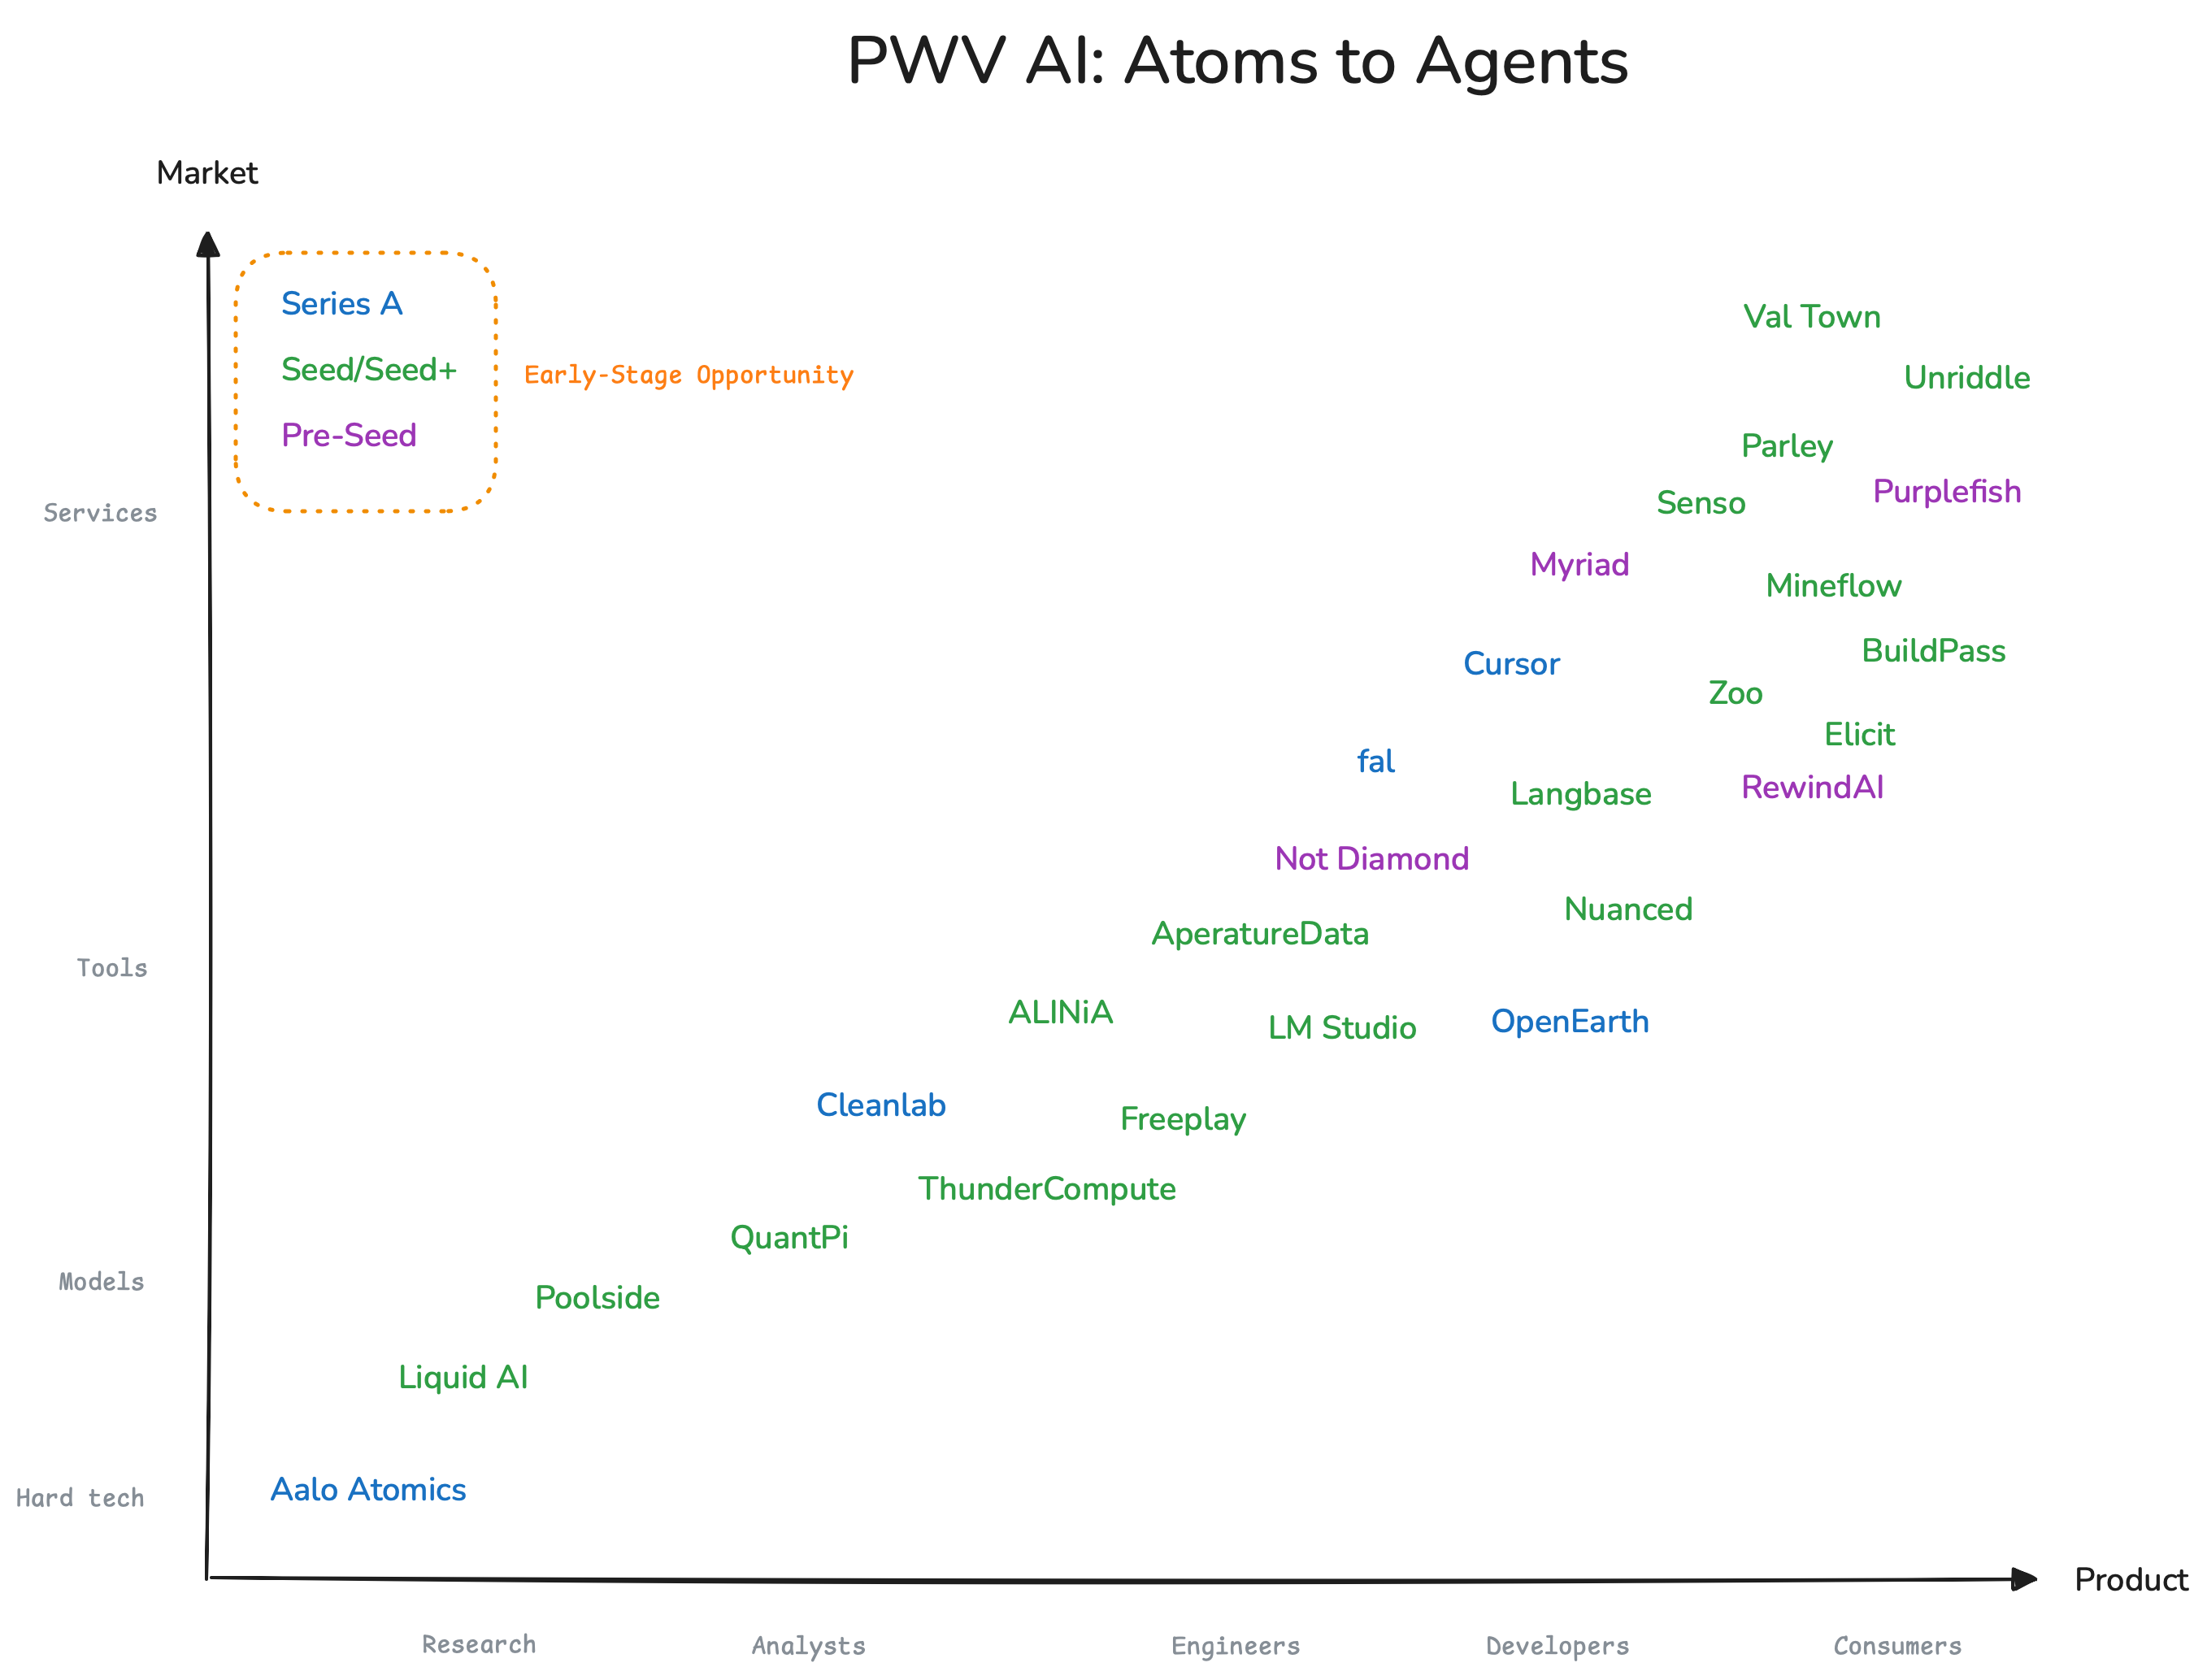 PWV AI: Atoms to Agents
Market
Series A
Seed/Seed+
Pre-Seed
Early-Stage Opportunity
Val Town
Unriddle
Parley
Purplefish
Senso
Services
Myriad
Mineflow
BuildPass
Cursor
Zoo
Elicit
fal
RewindAI
Langbase
Not Diamond
Nuanced
AperatureData
Tools
ALINiA
OpenEarth
LM Studio
Cleanlab
Freeplay
ThunderCompute
QuantPi
Models
Poolside
Liquid AI
Aalo Atomics
Hard tech
Product
Research
Analysts
Engineers
Developers
Consumers